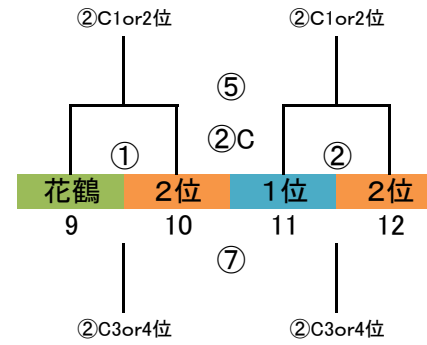 ②C1or2位 ②C1or2位
⑤
②C
① ②
花鶴 2位 1位 2位
9 10 11 12
⑦
②C3or4位 ②C3or4位